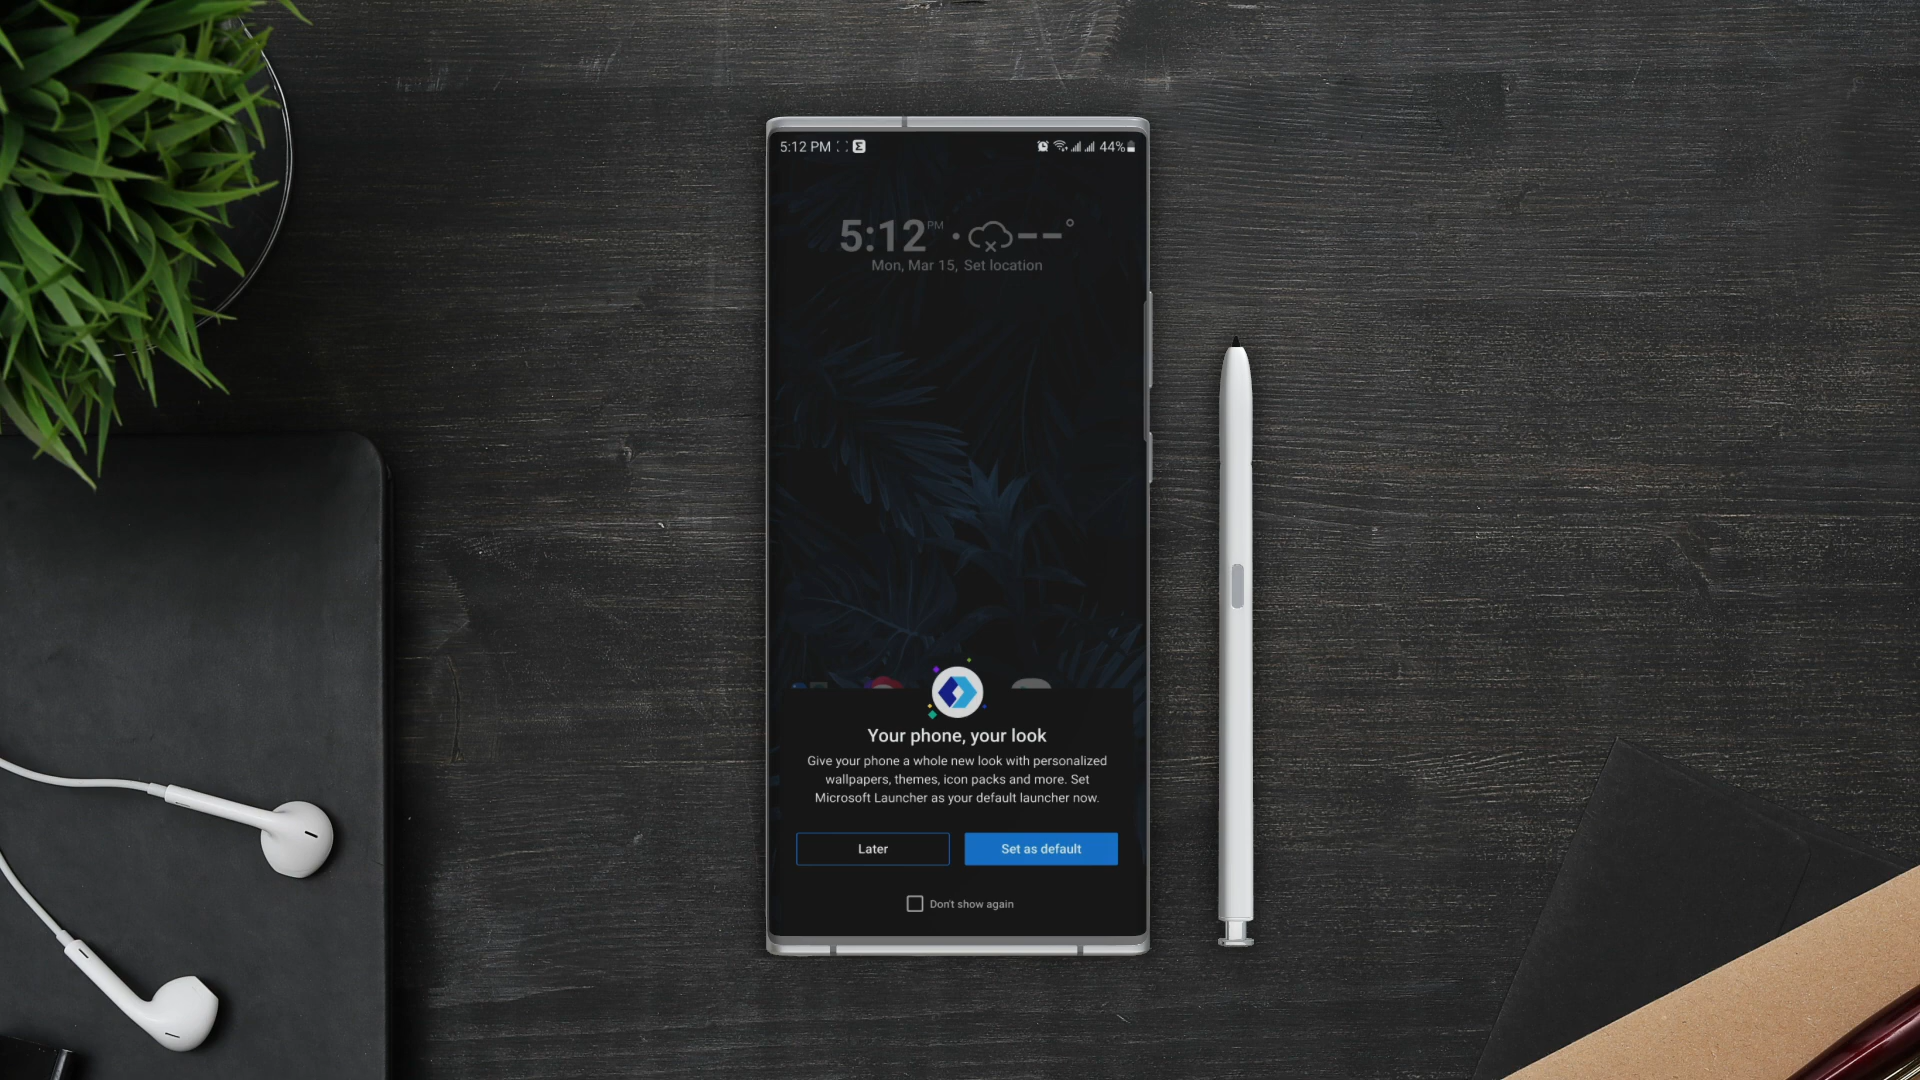 5:12 PM 44%
5:12 PM --°
Mon, Mar 15, Set location
Your phone, your look
Give your phone a whole new look with personalized
wallpapers, themes, icon packs and more. Set
Microsoft Launcher as your default launcher now.
Later Set as default
Don't show again